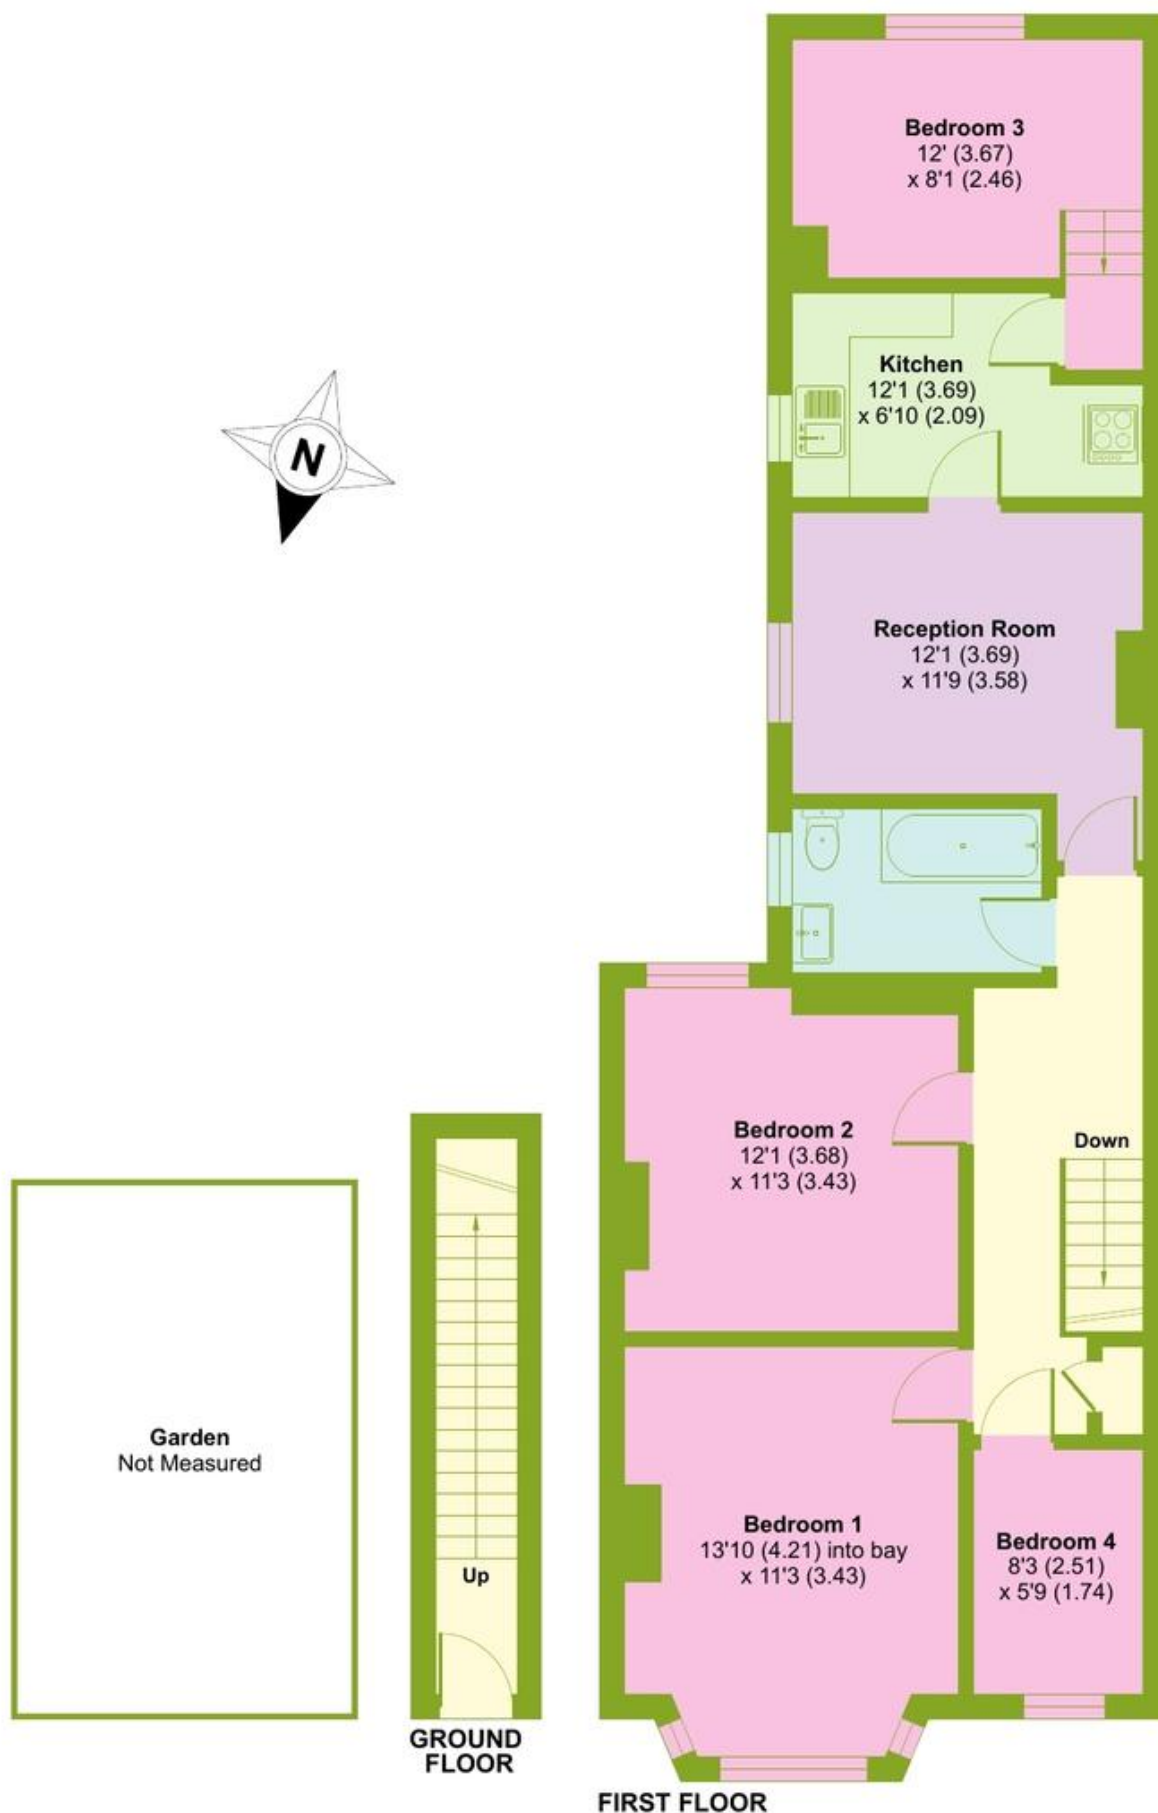 Bedroom 3
12' (3.67)
x 8'1 (2.46)
Kitchen
12'1 (3.69)
x 6'10 (2.09)
N
Reception Room
12'1 (3.69)
x 11'9 (3.58)
Bedroom 2
12'1 (3.68)
x 11'3 (3.43)
Down
Garden
Not Measured
Up
Bedroom 1
13'10 (4.21) into bay
x 11'3 (3.43)
Bedroom 4
8'3 (2.51)
x 5'9 (1.74)
GROUND
FLOOR
FIRST FLOOR